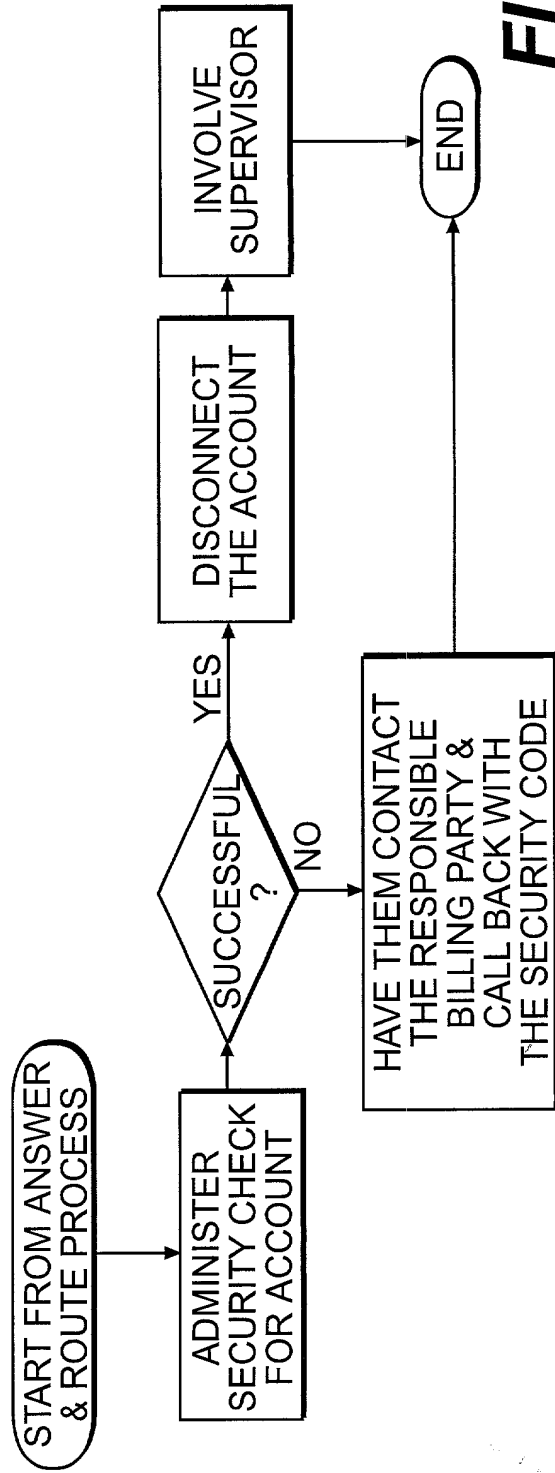 START FROM ANSWER
& ROUTE PROCESS
ADMINISTER
SECURITY CHECK
FOR ACCOUNT
SUCCESSFUL
?
YES
DISCONNECT
THE ACCOUNT
INVOLVE
SUPERVISOR
NO
HAVE THEM CONTACT
THE RESPONSIBLE
BILLING PARTY &
CALL BACK WITH
THE SECURITY CODE
END